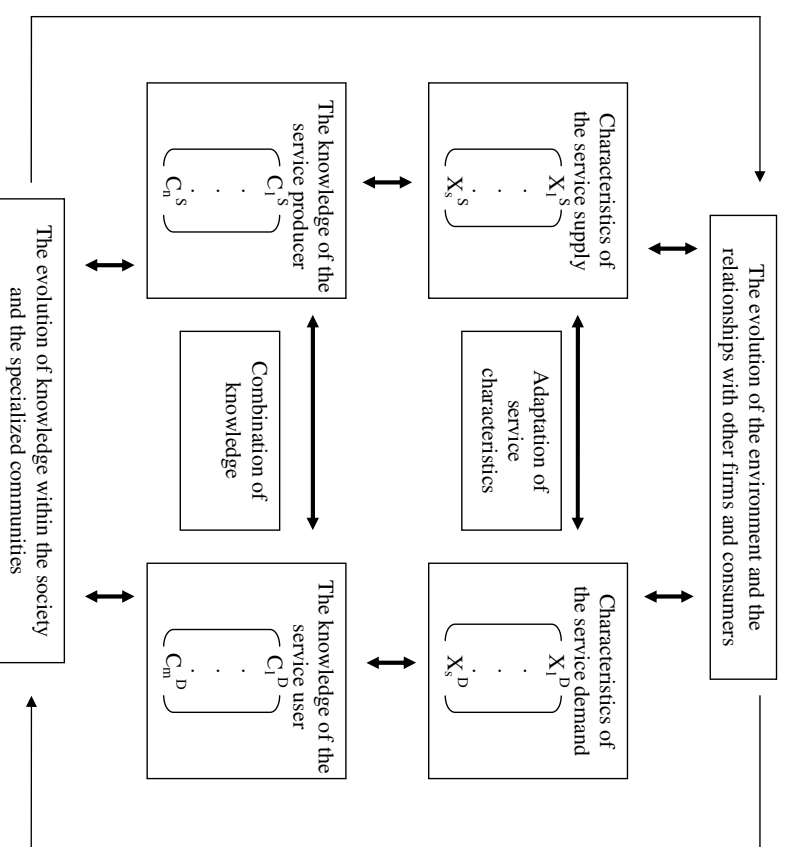 The evolution of the environment and the
relationships with other firms and consumers
Characteristics of
the service supply
X₁ˢ
.
.
Xₛˢ
Adaptation of
service
characteristics
Characteristics of
the service demand
X₁ᴰ
.
.
Xₛᴰ
The knowledge of the
service producer
C₁ˢ
.
.
Cₙˢ
Combination of
knowledge
The knowledge of the
service user
C₁ᴰ
.
.
Cₘᴰ
The evolution of knowledge within the society
and the specialized communities